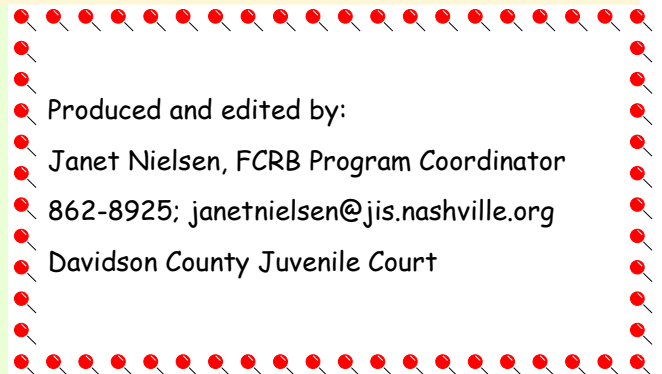 Produced and edited by:
Janet Nielsen, FCRB Program Coordinator
862-8925; janetnielsen@jis.nashville.org
Davidson County Juvenile Court